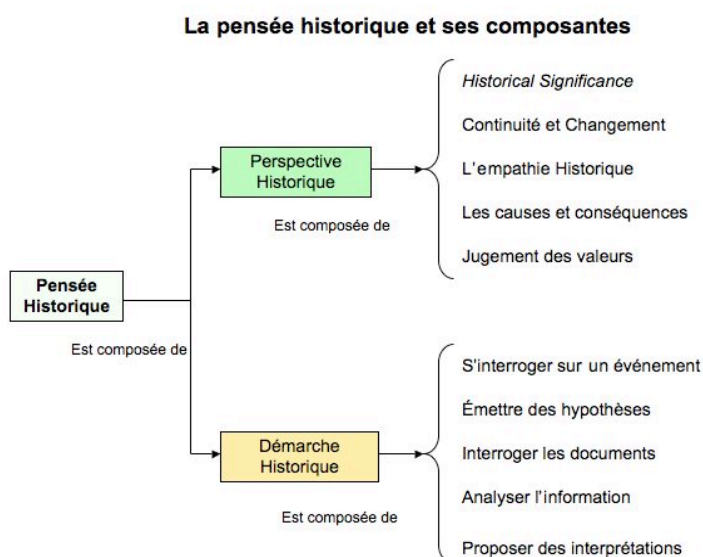 La pensée historique et ses composantes
Historical Significance
Continuité et Changement
Perspective
Historique
L'empathie Historique
Est composée de
Les causes et conséquences
Jugement des valeurs
Pensée
Historique
Est composée de
S'interroger sur un événement
Émettre des hypothèses
Démarche
Historique
Interroger les documents
Analyser l'information
Est composée de
Proposer des interprétations